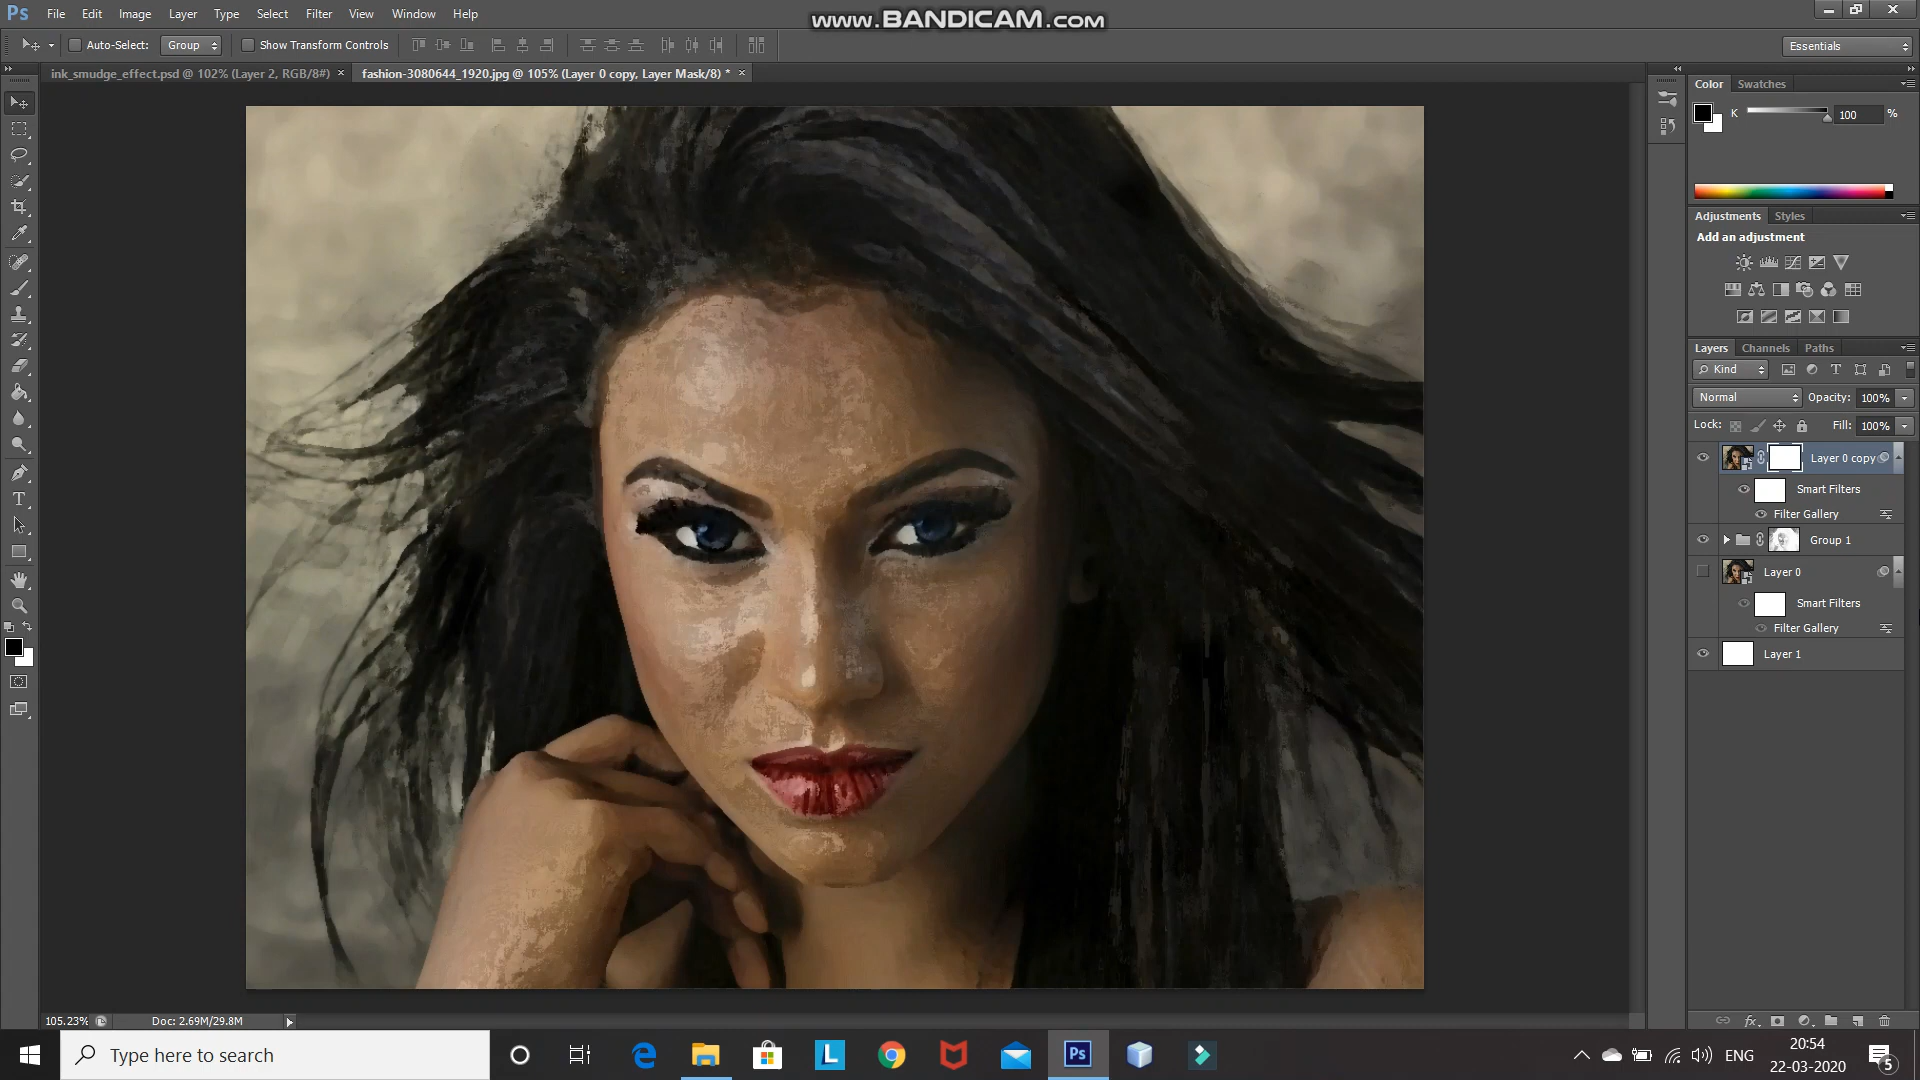 Ps File Edit Image Layer Type Select Filter View Window Help
www.BANDICAM.com
Auto-Select: Group Show Transform Controls
Essentials
ink_smudge_effect.psd @ 102% (Layer 2, RGB/8#) ×
fashion-3080644_1920.jpg @ 105% (Layer 0 copy, Layer Mask/8) * ×
Color Swatches
K 100 %
Adjustments Styles
Add an adjustment
Layers Channels Paths
Kind
Normal Opacity: 100%
Lock: Fill: 100%
Layer 0 copy
Smart Filters
Filter Gallery
Group 1
Layer 0
Smart Filters
Filter Gallery
Layer 1
T
105.23% Doc: 2.69M/29.8M
fx
Type here to search
L
Ps
ENG
20:54
22-03-2020
5